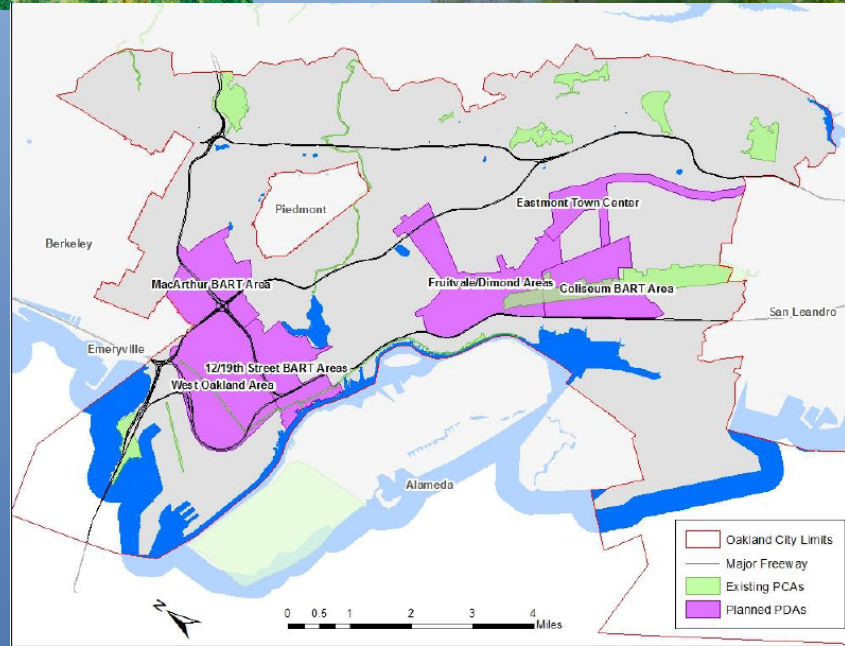 Piedmont
Eastmont Town Center
Berkeley
MacArthur BART Area
Fruitvale/Dimond Areas
Coliseum BART Area
San Leandro
Emeryville
12/19th Street BART Areas
West Oakland Area
Alameda
Oakland City Limits
Major Freeway
Existing PCAs
Planned PDAs
N
0 0.5 1 2 3 4
Miles